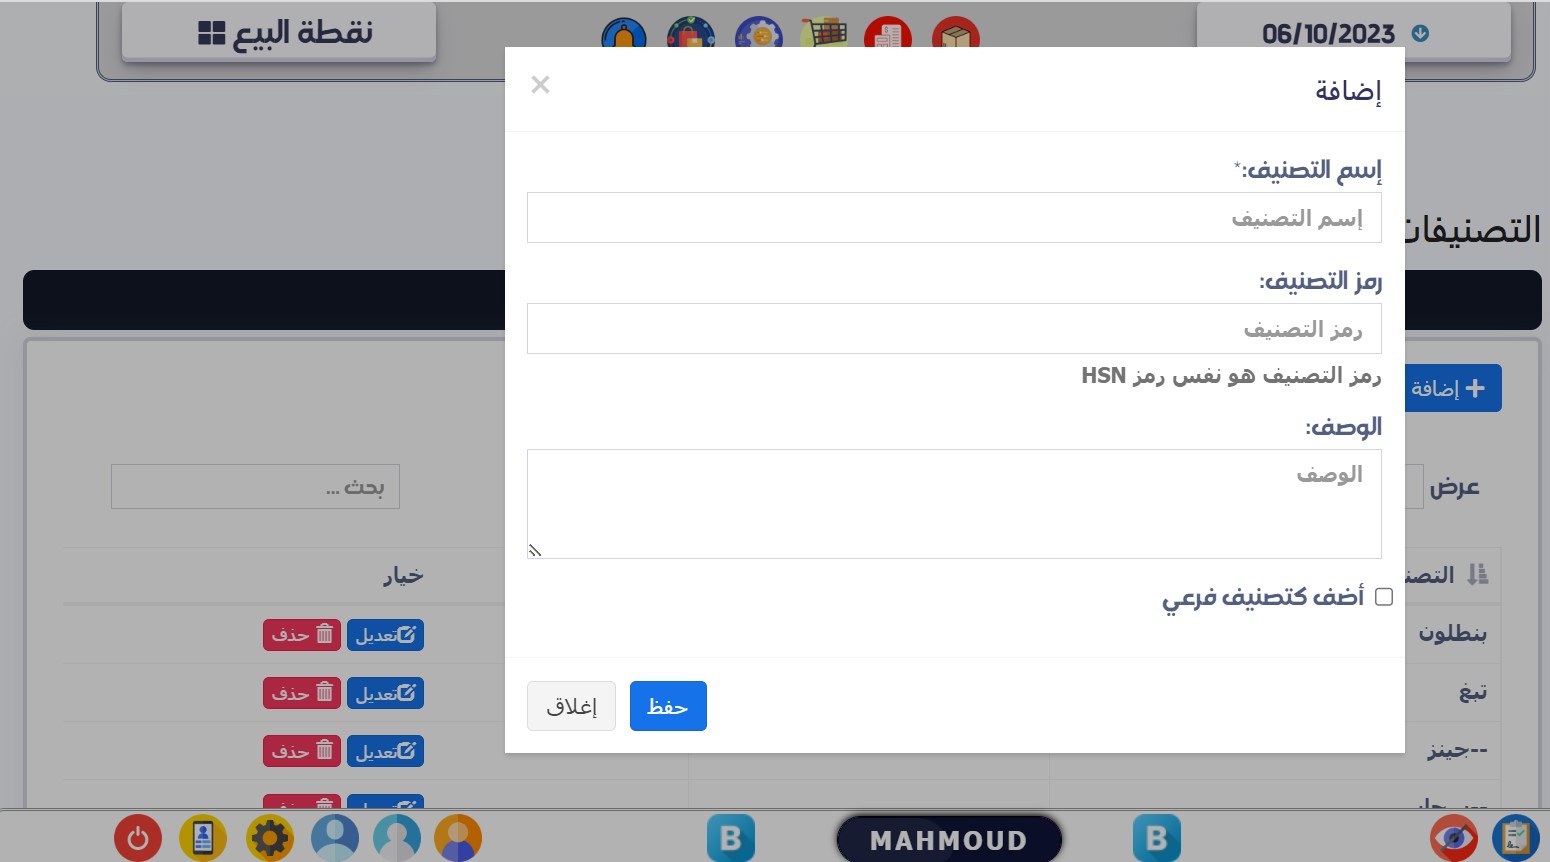 06/10/2023
نقطة البيع
إضافة
×
إسم التصنيف:*
إسم التصنيف
رمز التصنيف:
رمز التصنيف
رمز التصنيف هو نفس رمز HSN
الوصف:
الوصف
أضف كتصنيف فرعي
حفظ
إغلاق
التصنيفات
إضافة
عرض
بحث ...
خيار
بنطلون
تعديل
حذف
تبغ
تعديل
حذف
--جينز
تعديل
حذف
B
MAHMOUD
B